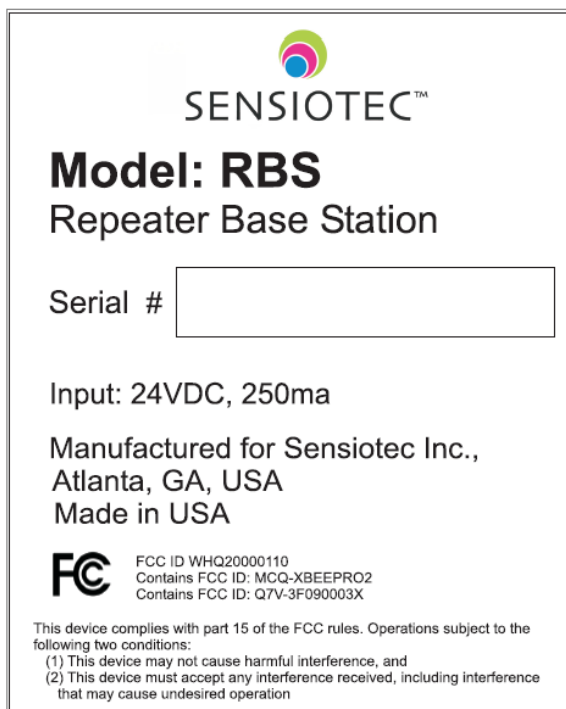 SENSIOTEC™
Model: RBS
Repeater Base Station
Serial #
Input: 24VDC, 250ma
Manufactured for Sensiotec Inc.,
Atlanta, GA, USA
Made in USA
FC
FCC ID WHQ20000110
Contains FCC ID: MCQ-XBEEPRO2
Contains FCC ID: Q7V-3F090003X
This device complies with part 15 of the FCC rules. Operations subject to the
following two conditions:
(1) This device may not cause harmful interference, and
(2) This device must accept any interference received, including interference
that may cause undesired operation